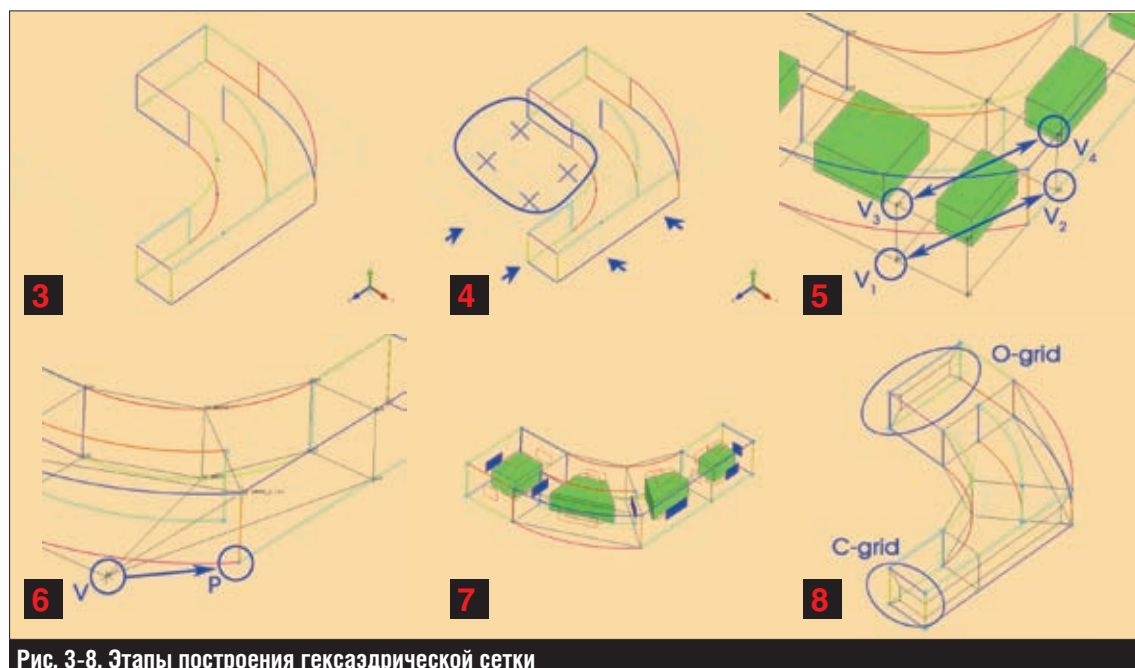 3
4
5
V₄
V₃
V₂
V₁
6
V
P
7
8
O-grid
C-grid
Рис. 3-8. Этапы построения гексаэдрической сетки